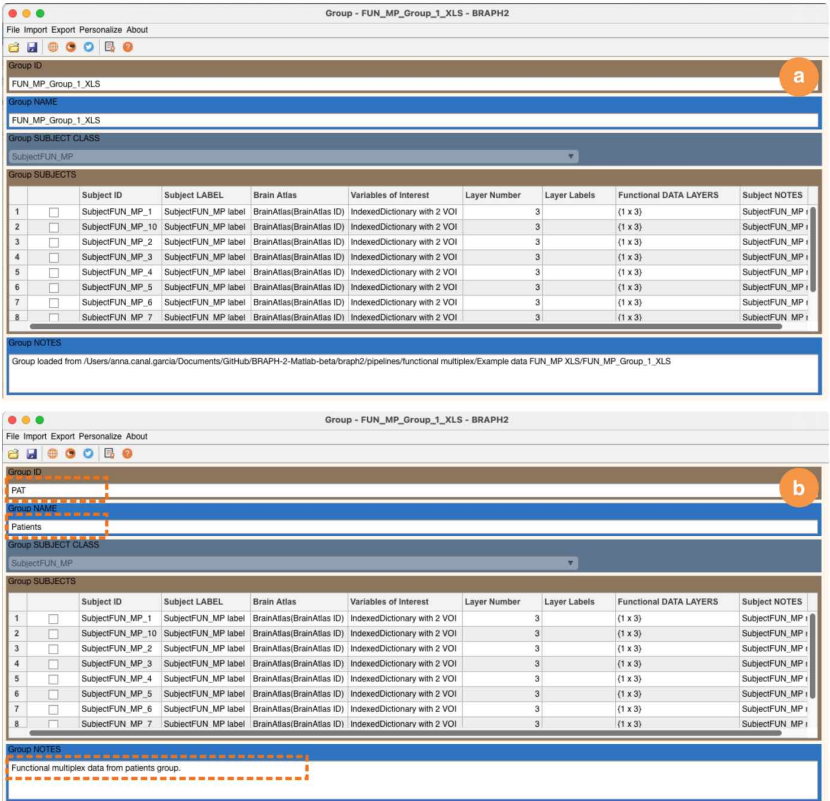 Group - FUN_MP_Group_1_XLS - BRAPH2
File Import Export Personalize About
Group ID
a
FUN_MP_Group_1_XLS
Group NAME
FUN_MP_Group_1_XLS
Group SUBJECT CLASS
SubjectFUN_MP
Group SUBJECTS
Subject ID Subject LABEL Brain Atlas Variables of Interest Layer Number Layer Labels Functional DATA LAYERS Subject NOTES
1 SubjectFUN_MP_1 SubjectFUN_MP label BrainAtlas(BrainAtlas ID) IndexedDictionary with 2 VOI 3 {1 x 3} SubjectFUN_MP
2 SubjectFUN_MP_10 SubjectFUN_MP label BrainAtlas(BrainAtlas ID) IndexedDictionary with 2 VOI 3 {1 x 3} SubjectFUN_MP
3 SubjectFUN_MP_2 SubjectFUN_MP label BrainAtlas(BrainAtlas ID) IndexedDictionary with 2 VOI 3 {1 x 3} SubjectFUN_MP
4 SubjectFUN_MP_3 SubjectFUN_MP label BrainAtlas(BrainAtlas ID) IndexedDictionary with 2 VOI 3 {1 x 3} SubjectFUN_MP
5 SubjectFUN_MP_4 SubjectFUN_MP label BrainAtlas(BrainAtlas ID) IndexedDictionary with 2 VOI 3 {1 x 3} SubjectFUN_MP
6 SubjectFUN_MP_5 SubjectFUN_MP label BrainAtlas(BrainAtlas ID) IndexedDictionary with 2 VOI 3 {1 x 3} SubjectFUN_MP
7 SubjectFUN_MP_6 SubjectFUN_MP label BrainAtlas(BrainAtlas ID) IndexedDictionary with 2 VOI 3 {1 x 3} SubjectFUN_MP
8 SubjectFUN_MP_7 SubjectFUN_MP label BrainAtlas(BrainAtlas ID) IndexedDictionary with 2 VOI 3 {1 x 3} SubjectFUN_MP
Group NOTES
Group loaded from /Users/anna.canal.garcia/Documents/GitHub/BRAPH-2-Matlab-beta/braph2/pipelines/functional multiplex/Example data FUN_MP XLS/FUN_MP_Group_1_XLS
Group - FUN_MP_Group_1_XLS - BRAPH2
File Import Export Personalize About
Group ID
b
PAT
Group NAME
Patients
Group SUBJECT CLASS
SubjectFUN_MP
Group SUBJECTS
Subject ID Subject LABEL Brain Atlas Variables of Interest Layer Number Layer Labels Functional DATA LAYERS Subject NOTES
1 SubjectFUN_MP_1 SubjectFUN_MP label BrainAtlas(BrainAtlas ID) IndexedDictionary with 2 VOI 3 {1 x 3} SubjectFUN_MP
2 SubjectFUN_MP_10 SubjectFUN_MP label BrainAtlas(BrainAtlas ID) IndexedDictionary with 2 VOI 3 {1 x 3} SubjectFUN_MP
3 SubjectFUN_MP_2 SubjectFUN_MP label BrainAtlas(BrainAtlas ID) IndexedDictionary with 2 VOI 3 {1 x 3} SubjectFUN_MP
4 SubjectFUN_MP_3 SubjectFUN_MP label BrainAtlas(BrainAtlas ID) IndexedDictionary with 2 VOI 3 {1 x 3} SubjectFUN_MP
5 SubjectFUN_MP_4 SubjectFUN_MP label BrainAtlas(BrainAtlas ID) IndexedDictionary with 2 VOI 3 {1 x 3} SubjectFUN_MP
6 SubjectFUN_MP_5 SubjectFUN_MP label BrainAtlas(BrainAtlas ID) IndexedDictionary with 2 VOI 3 {1 x 3} SubjectFUN_MP
7 SubjectFUN_MP_6 SubjectFUN_MP label BrainAtlas(BrainAtlas ID) IndexedDictionary with 2 VOI 3 {1 x 3} SubjectFUN_MP
8 SubjectFUN_MP_7 SubjectFUN_MP label BrainAtlas(BrainAtlas ID) IndexedDictionary with 2 VOI 3 {1 x 3} SubjectFUN_MP
Group NOTES
Functional multiplex data from patients group.